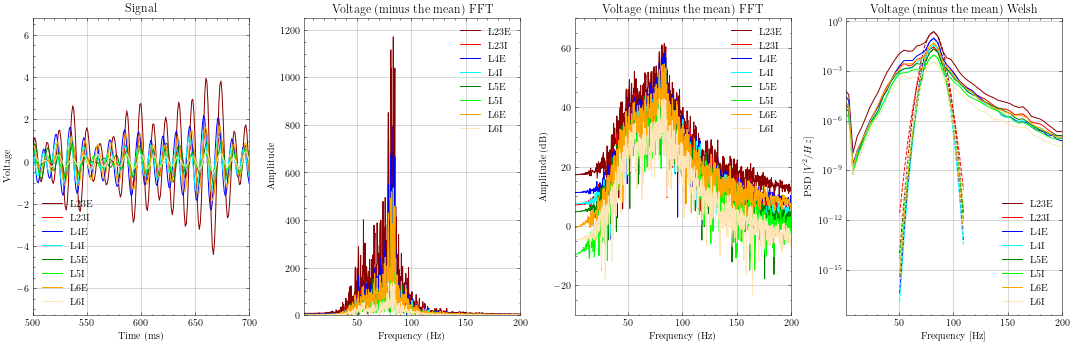 Signal
Voltage
6
4
2
0
−2
−4
−6
L23E
L23I
L4E
L4I
L5E
L5I
L6E
L6I
500
550
600
650
700
Time (ms)
Voltage (minus the mean) FFT
Amplitude
1200
1000
800
600
400
200
0
L23E
L23I
L4E
L4I
L5E
L5I
L6E
L6I
50
100
150
200
Frequency (Hz)
Voltage (minus the mean) FFT
Amplitude (dB)
60
40
20
0
−20
L23E
L23I
L4E
L4I
L5E
L5I
L6E
L6I
50
100
150
200
Frequency (Hz)
Voltage (minus the mean) Welsh
PSD [V²/Hz]
10⁰
10⁻³
10⁻⁶
10⁻⁹
10⁻¹²
10⁻¹⁵
L23E
L23I
L4E
L4I
L5E
L5I
L6E
L6I
50
100
150
200
Frequency [Hz]